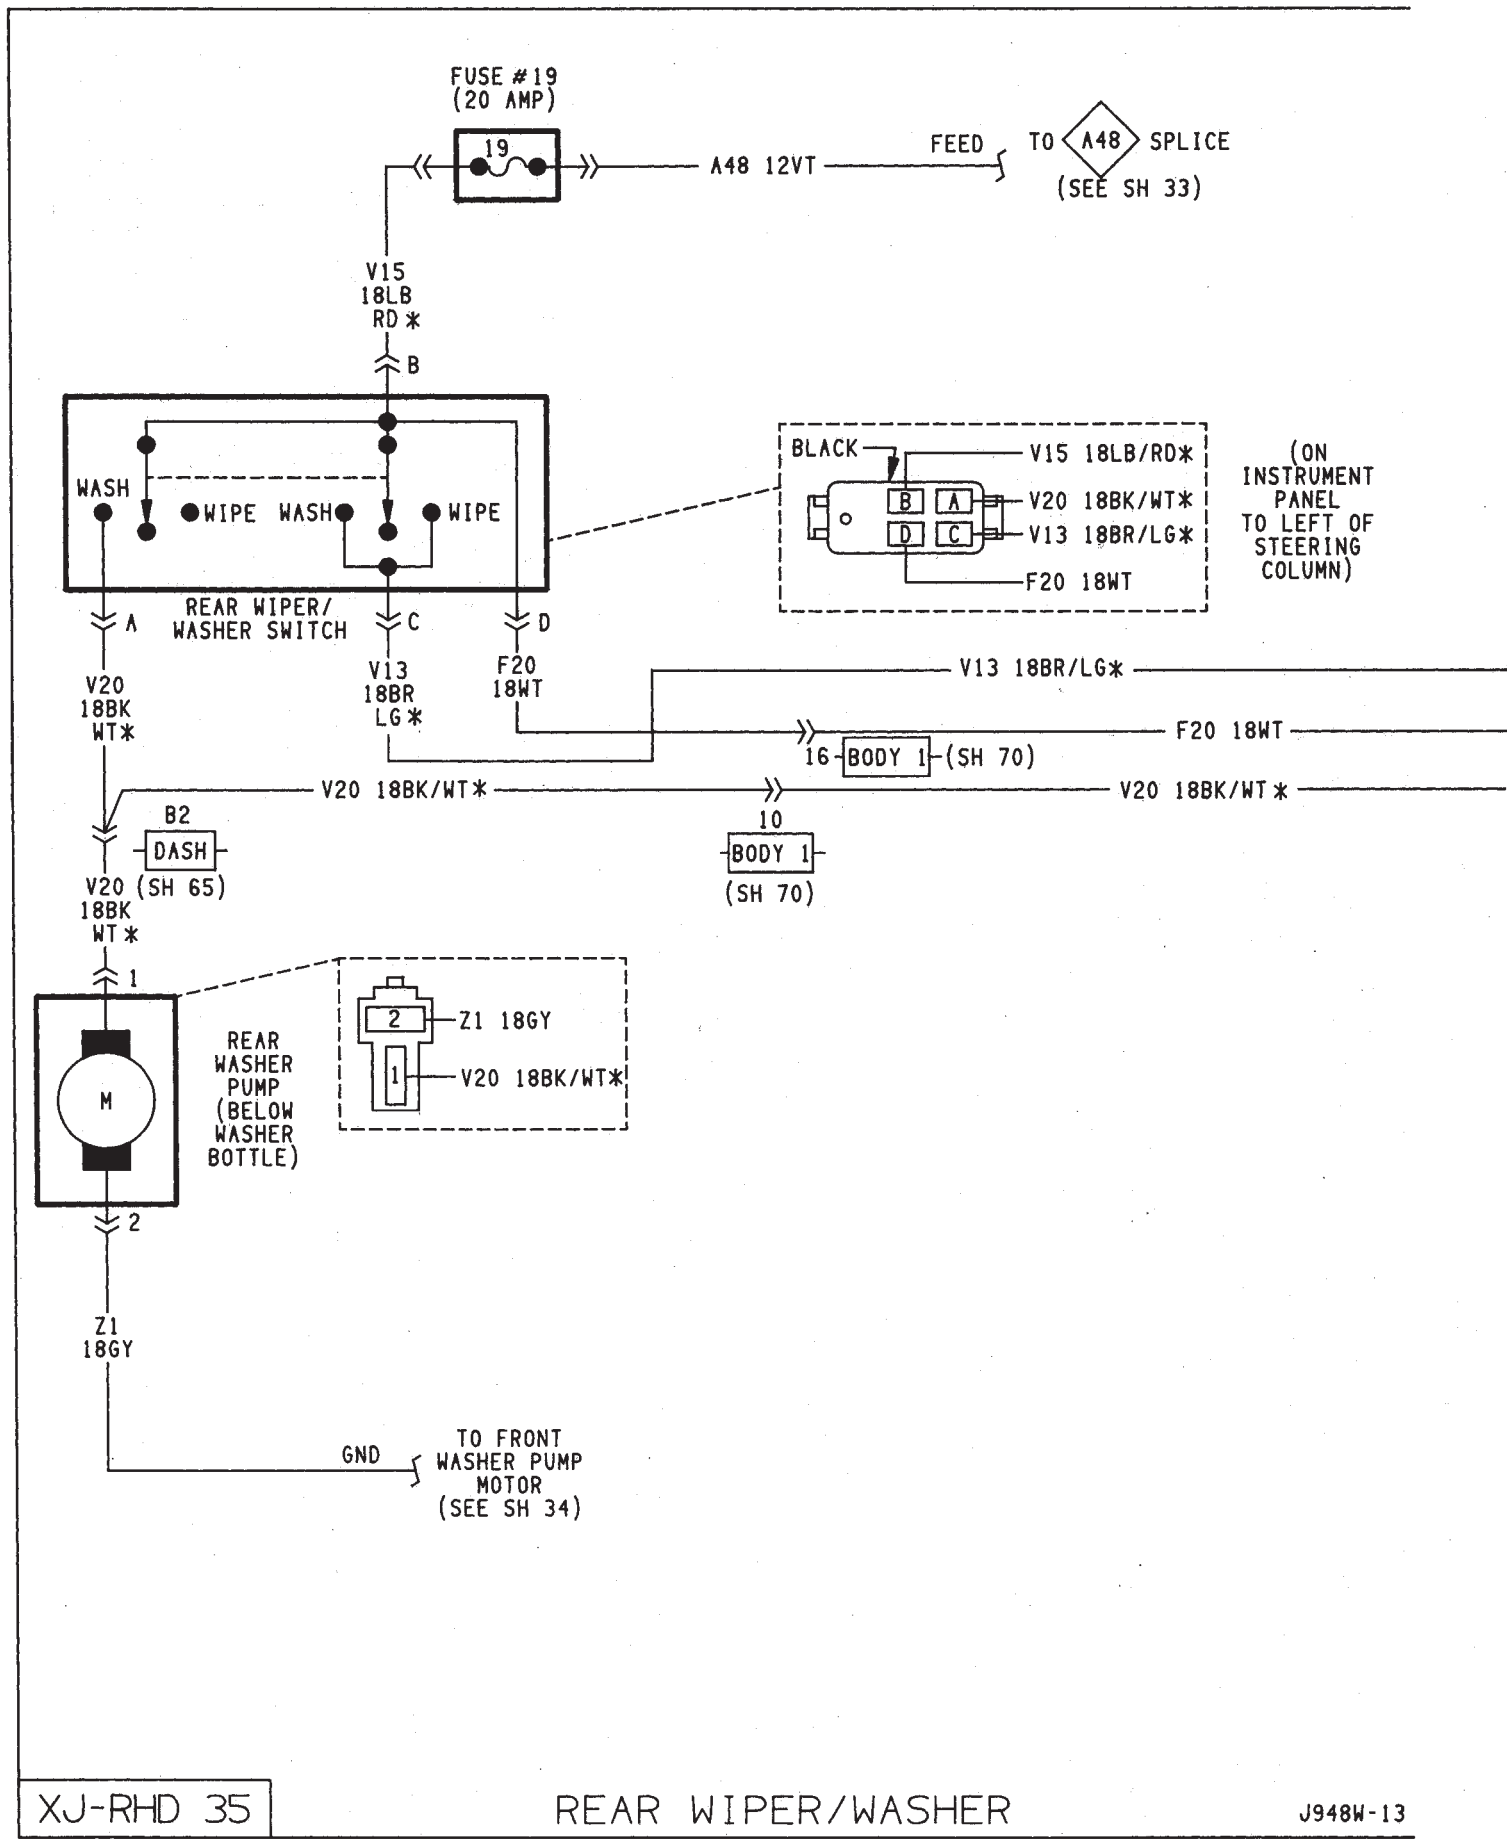 FUSE #19
(20 AMP)
19
A48 12VT
FEED
TO A48 SPLICE
(SEE SH 33)
V15
18LB
RD*
B
WASH
WIPE
WASH
WIPE
REAR WIPER/
WASHER SWITCH
A
C
D
BLACK
B
A
D
C
V15 18LB/RD*
V20 18BK/WT*
V13 18BR/LG*
F20 18WT
(ON
INSTRUMENT
PANEL
TO LEFT OF
STEERING
COLUMN)
V20
18BK
WT*
V13
18BR
LG*
F20
18WT
V13 18BR/LG*
F20 18WT
16 BODY 1 (SH 70)
V20 18BK/WT*
V20 18BK/WT*
10
BODY 1
(SH 70)
B2
DASH
(SH 65)
V20
18BK
WT*
1
M
REAR
WASHER
PUMP
(BELOW
WASHER
BOTTLE)
2
Z1 18GY
1
V20 18BK/WT*
2
Z1
18GY
GND
TO FRONT
WASHER PUMP
MOTOR
(SEE SH 34)
XJ-RHD 35
REAR WIPER/WASHER
J948W-13